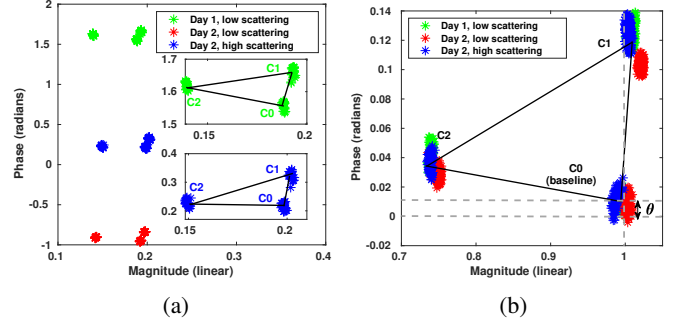 Day 1, low scattering
Day 2, low scattering
Day 2, high scattering
C1
C2
C0
1.7
1.6
1.5
0.15
0.2
C2
C1
C0
0.4
0.3
0.2
0.15
0.2
2
1.5
1
0.5
0
-0.5
-1
0.1
0.2
0.3
0.4
Phase (radians)
Magnitude (linear)
(a)
Day 1, low scattering
Day 2, low scattering
Day 2, high scattering
C1
C2
C0
(baseline)
θ
0.14
0.12
0.1
0.08
0.06
0.04
0.02
0
-0.02
0.7
0.8
0.9
1
Phase (radians)
Magnitude (linear)
(b)